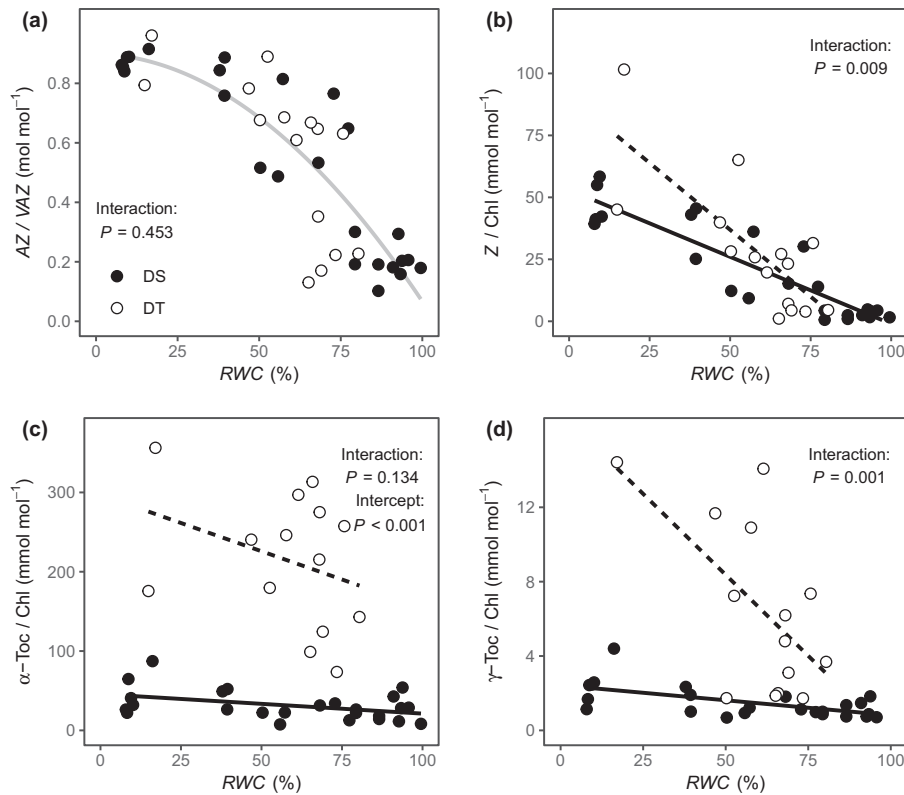 (a)
AZ / VAZ (mol mol⁻¹)
0.8
0.6
0.4
0.2
0.0
Interaction:
P = 0.453
DS
DT
0 25 50 75 100
RWC (%)
(b)
Z / Chl (mmol mol⁻¹)
100
75
50
25
0
Interaction:
P = 0.009
0 25 50 75 100
RWC (%)
(c)
α−Toc / Chl (mmol mol⁻¹)
300
200
100
0
Interaction:
P = 0.134
Intercept:
P < 0.001
0 25 50 75 100
RWC (%)
(d)
γ−Toc / Chl (mmol mol⁻¹)
12
8
4
0
Interaction:
P = 0.001
0 25 50 75 100
RWC (%)